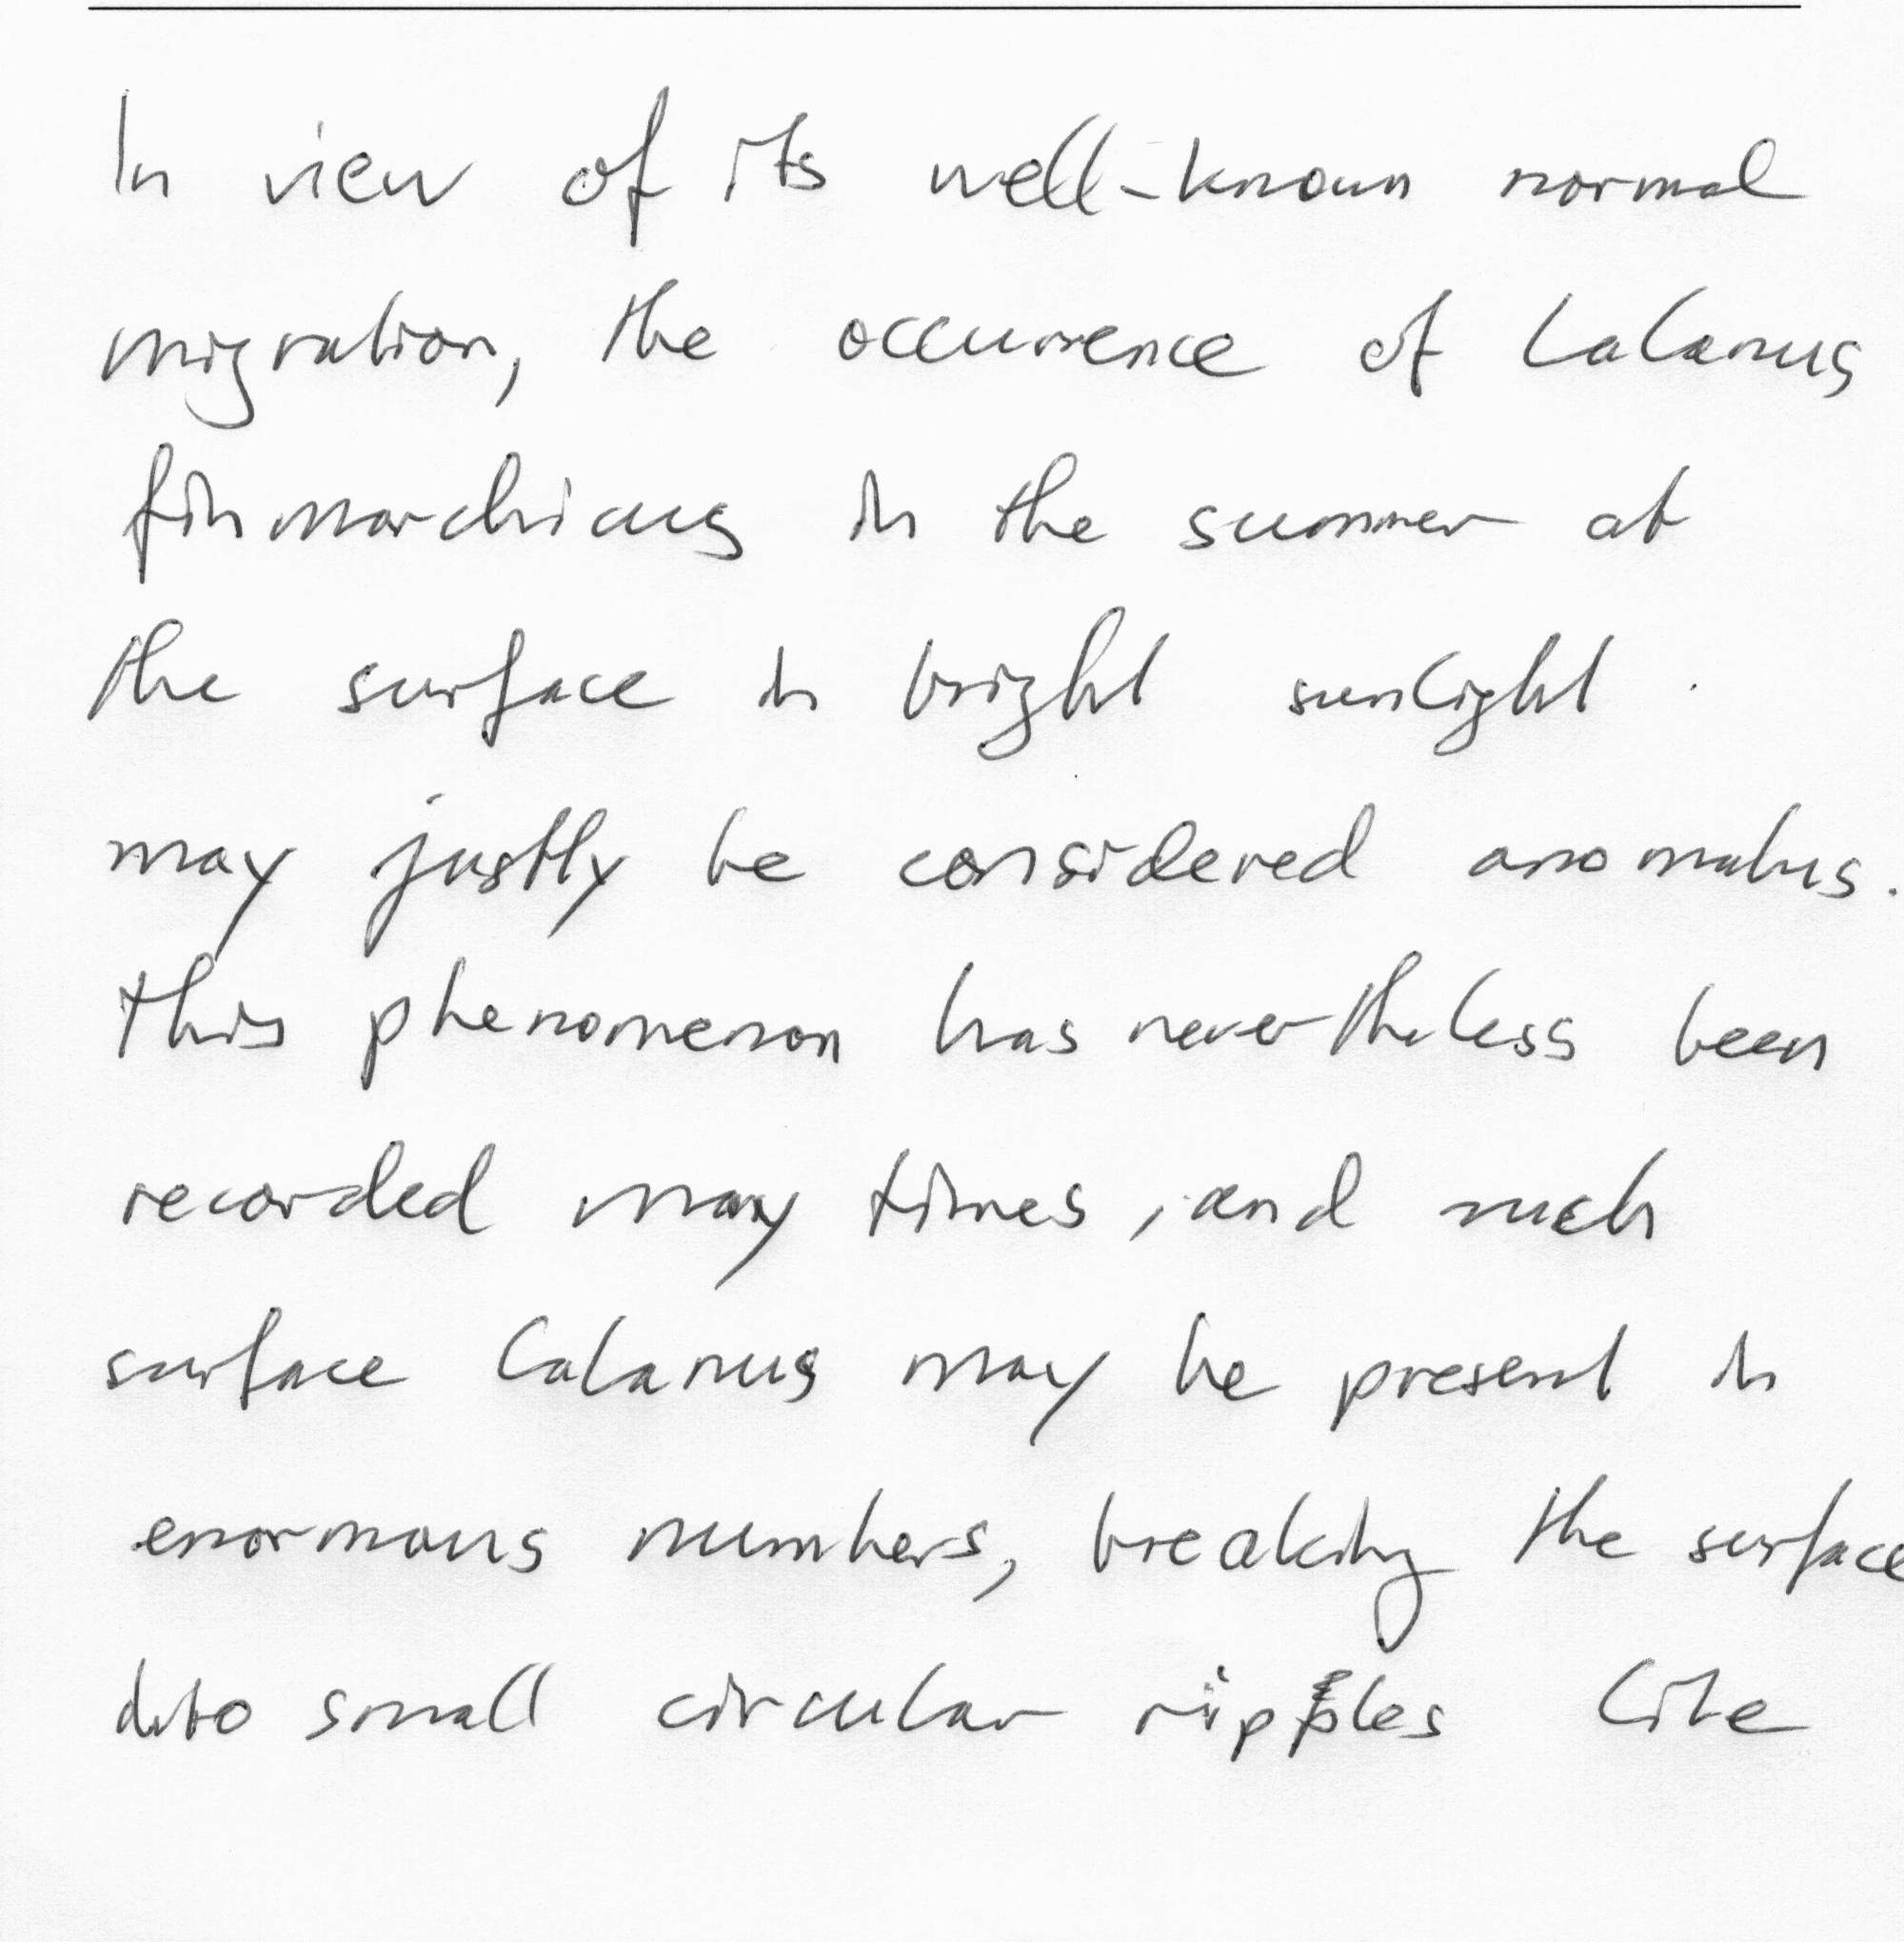 In view of its well-known normal
migration, the occurrence of Calanus
finmarchicus in the summer at
the surface in bright sunlight
may justly be considered anomalus.
This phenomenon has nevertheless been
recorded many times, and such
surface Calanus may be present in
enormous numbers, breaking the surface
into small circular ripples like